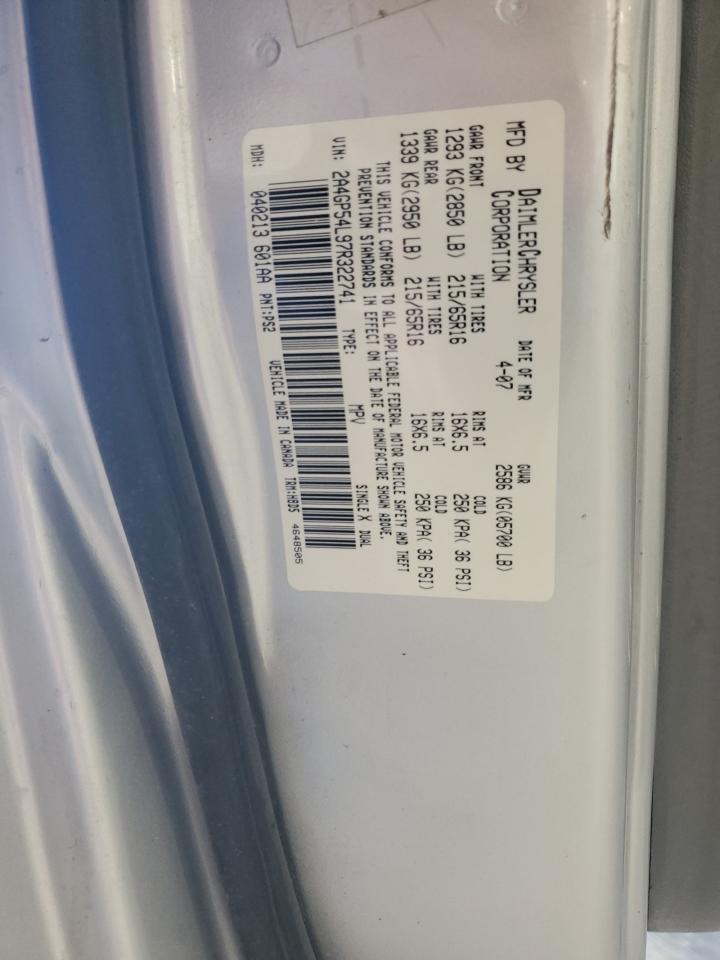 MFD BY DAIMLERCHRYSLER CORPORATION DATE OF MFR 4-07 GVWR 2586 KG(05700 LB)
GAWR FRONT WITH TIRES RIMS AT COLD
1293 KG(2850 LB) 215/65R16 16X6.5 250 KPA( 36 PSI)
GAWR REAR WITH TIRES RIMS AT COLD
1339 KG(2950 LB) 215/65R16 16X6.5 250 KPA( 36 PSI)
THIS VEHICLE CONFORMS TO ALL APPLICABLE FEDERAL MOTOR VEHICLE SAFETY AND THEFT
PREVENTION STANDARDS IN EFFECT ON THE DATE OF MANUFACTURE SHOWN ABOVE.
VIN: 2A4GP54L97R322741 TYPE: MPV SINGLE X DUAL
MDH: 040213 601AA PNT:PS2 VEHICLE MADE IN CANADA TRM:H8D5 4648505